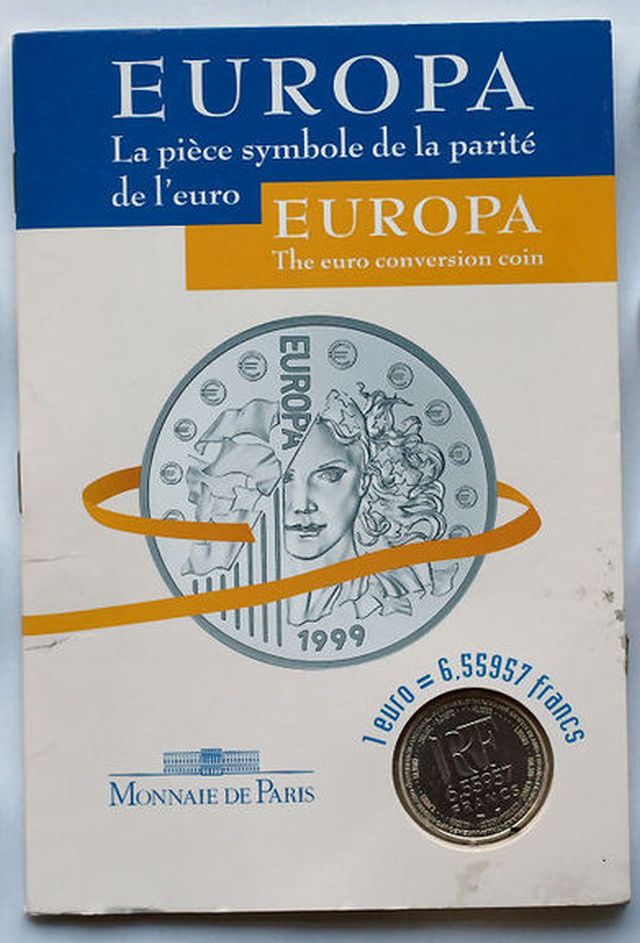 EUROPA
La pièce symbole de la parité
de l'euro
EUROPA
The euro conversion coin
EUROPA
1999
1 euro = 6,55957 francs
RF
6,55957
FRANCS
MONNAIE DE PARIS